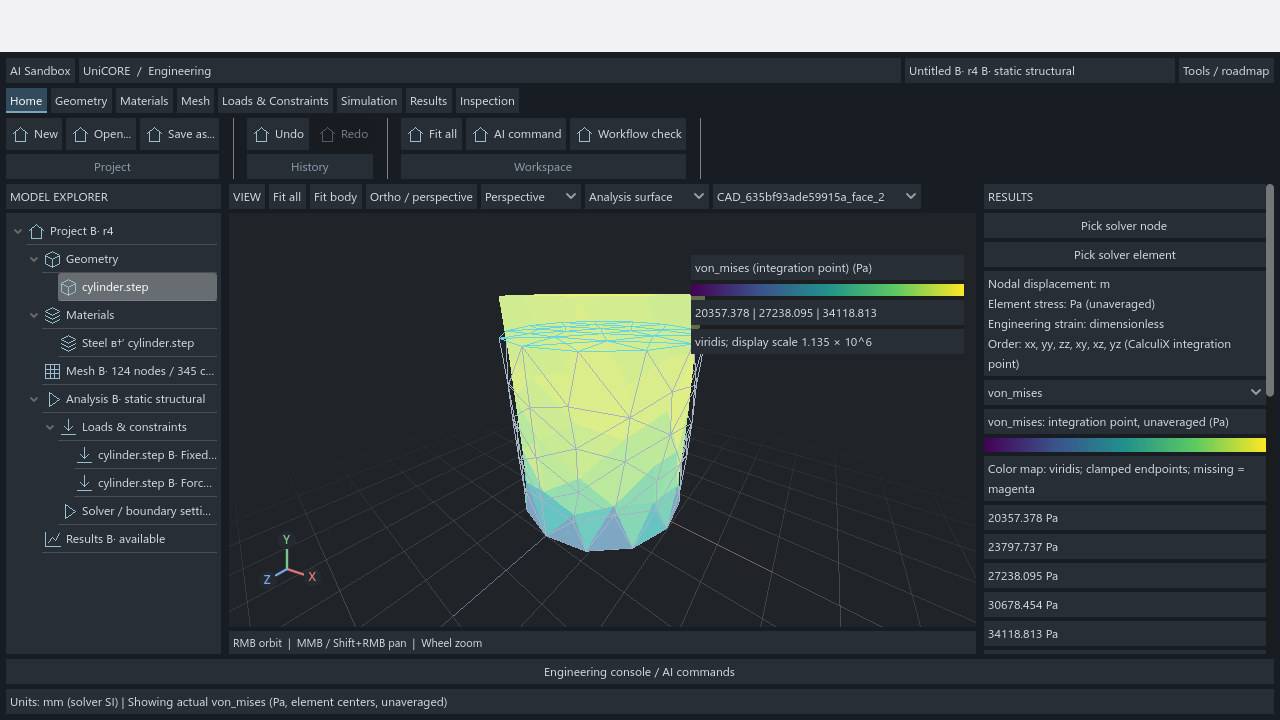 AI Sandbox
UniCORE / Engineering
Untitled В· r4 В· static structural
Tools / roadmap
Home
Geometry
Materials
Mesh
Loads & Constraints
Simulation
Results
Inspection
New
Open...
Save as...
Undo
Redo
Fit all
AI command
Workflow check
Project
History
Workspace
MODEL EXPLORER
VIEW
Fit all
Fit body
Ortho / perspective
Perspective
Analysis surface
CAD_635bf93ade59915a_face_2
RESULTS
Project В· r4
Geometry
cylinder.step
Materials
Steel в†’ cylinder.step
Mesh В· 124 nodes / 345 c...
Analysis В· static structural
Loads & constraints
cylinder.step В· Fixed...
cylinder.step В· Forc...
Solver / boundary setti...
Results В· available
von_mises (integration point) (Pa)
20357.378 | 27238.095 | 34118.813
viridis; display scale 1.135 × 10^6
Y
Z
X
RMB orbit | MMB / Shift+RMB pan | Wheel zoom
Pick solver node
Pick solver element
Nodal displacement: m
Element stress: Pa (unaveraged)
Engineering strain: dimensionless
Order: xx, yy, zz, xy, xz, yz (CalculiX integration
point)
von_mises
von_mises: integration point, unaveraged (Pa)
Color map: viridis; clamped endpoints; missing =
magenta
20357.378 Pa
23797.737 Pa
27238.095 Pa
30678.454 Pa
34118.813 Pa
Engineering console / AI commands
Units: mm (solver SI) | Showing actual von_mises (Pa, element centers, unaveraged)